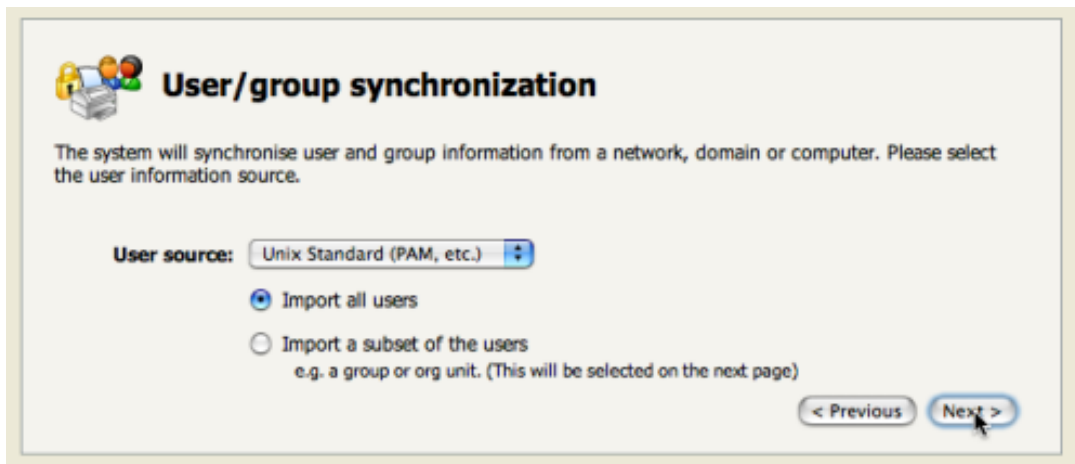 User/group synchronization
The system will synchronise user and group information from a network, domain or computer. Please select
the user information source.
User source: Unix Standard (PAM, etc.)
Import all users
Import a subset of the users
e.g. a group or org unit. (This will be selected on the next page)
< Previous Next >